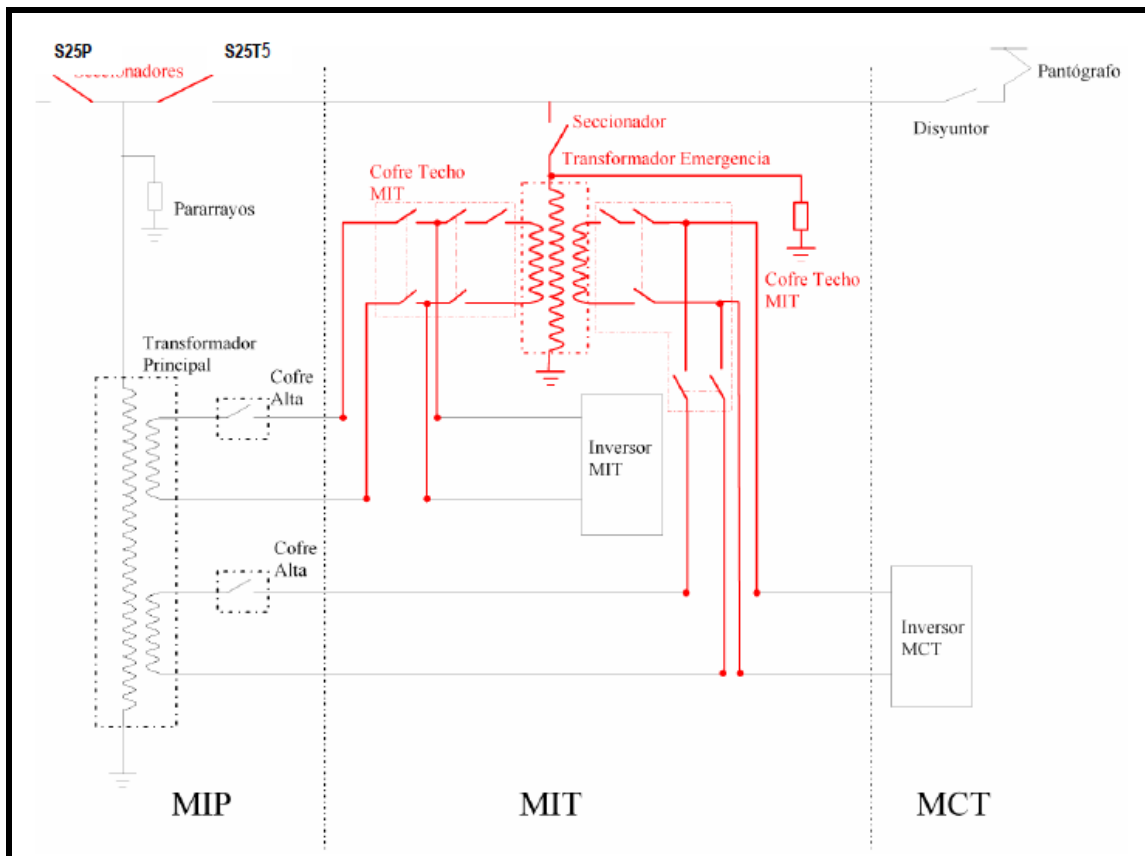 S25P
S25T5
Seccionadores
Pantógrafo
Disyuntor
Seccionador
Transformador Emergencia
Cofre Techo
MIT
Pararrayos
Cofre Techo
MIT
Transformador
Principal
Cofre
Alta
Inversor
MIT
Cofre
Alta
Inversor
MCT
MIP
MIT
MCT